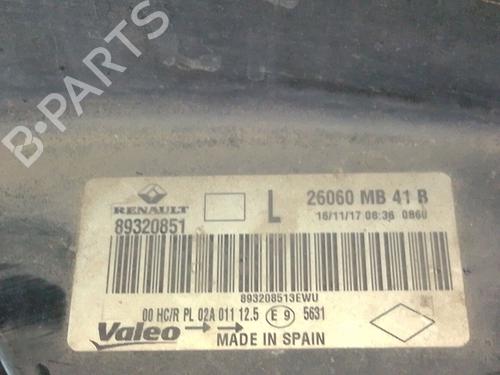 B-PARTS
RENAULT L 26060 MB 41 B
89320851 16/11/17 06:36 0860
893208513EWU
00 HC/R PL 02A 011 12.5 E 9 5631
Valeo MADE IN SPAIN